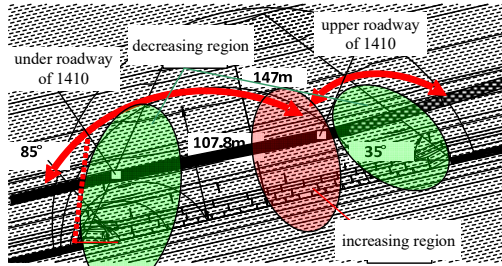 under roadway
of 1410
decreasing region
upper roadway
of 1410
147m
107.8m
85°
35°
increasing region